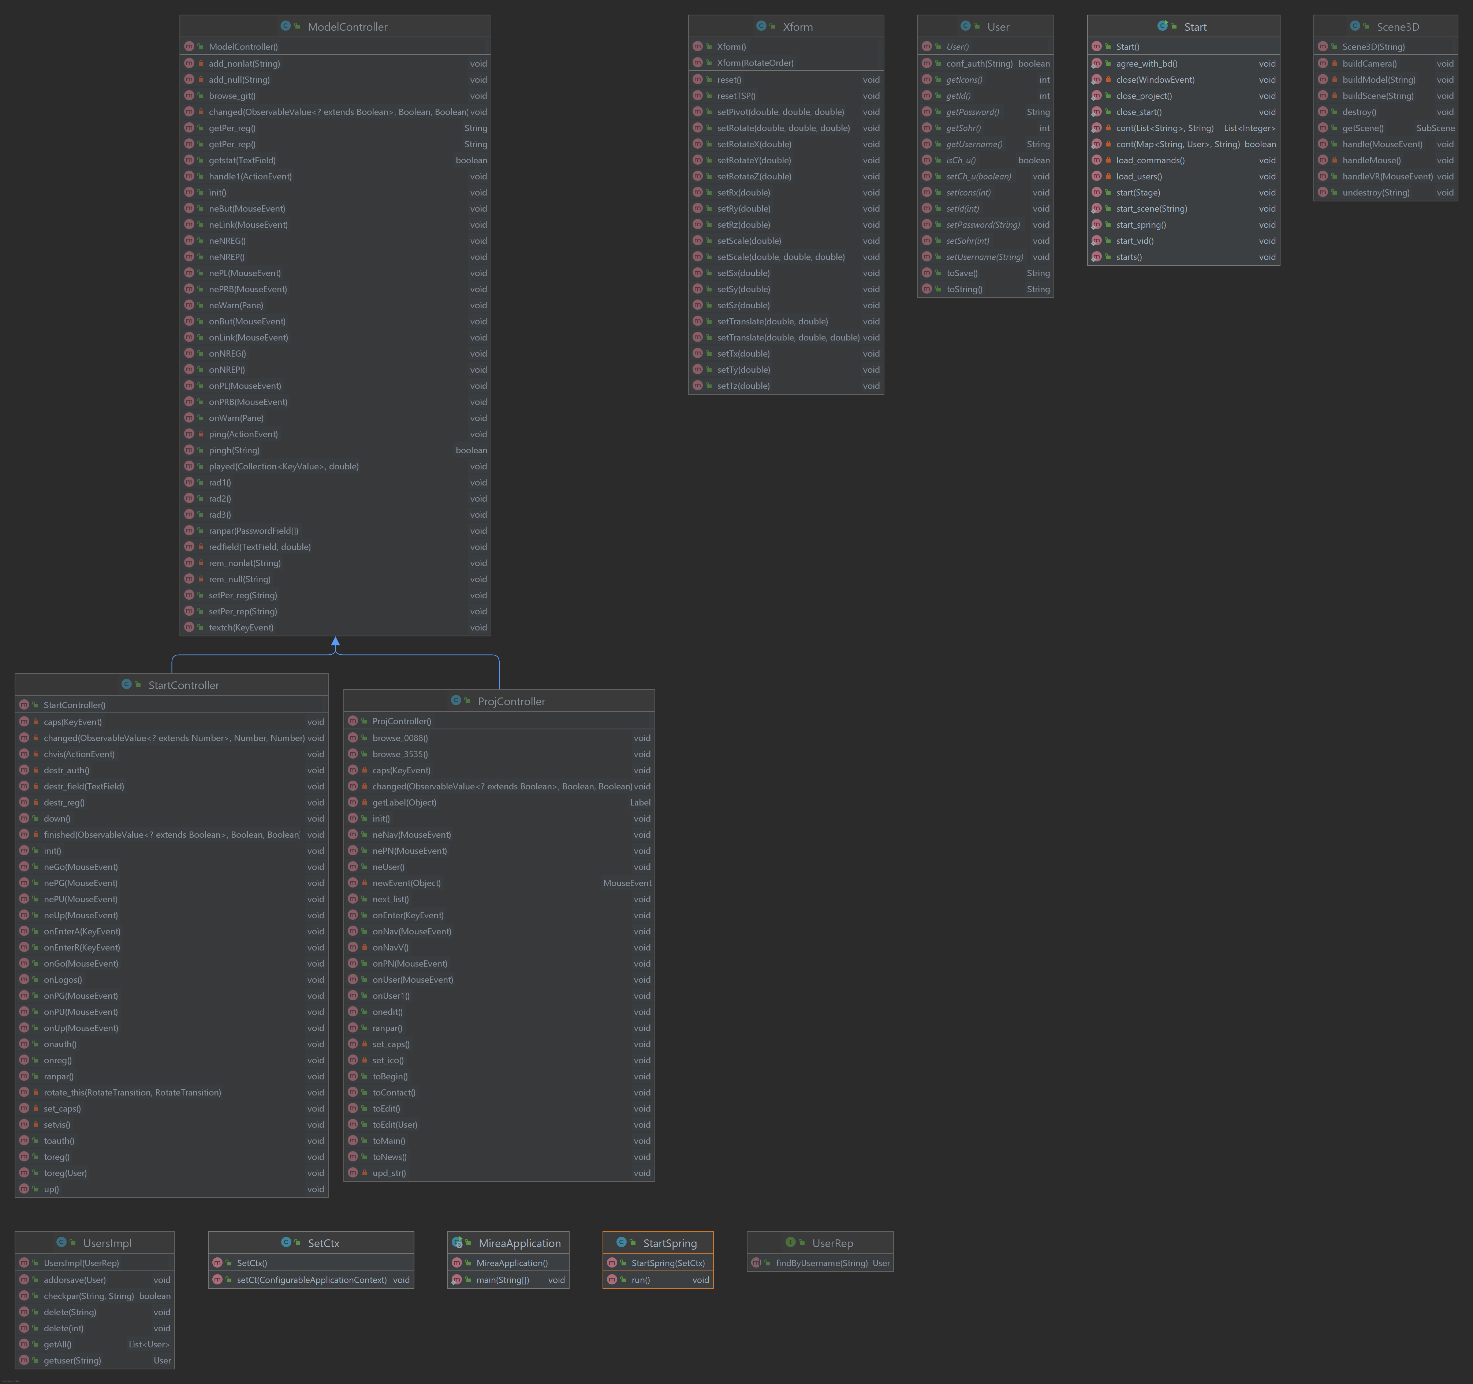 ModelController
ModelController()
add_nonlat(String) void
add_null(String) void
browse_git() void
changed(ObservableValue<? extends Boolean>, Boolean, Boolean) void
getPer_reg() String
getPer_rep() String
getstat(TextField) boolean
handle1(ActionEvent) void
init() void
neBut(MouseEvent) void
neLink(MouseEvent) void
neNREG() void
neNREP() void
nePL(MouseEvent) void
nePRB(MouseEvent) void
neWarn(Pane) void
onBut(MouseEvent) void
onLink(MouseEvent) void
onNREG() void
onNREP() void
onPL(MouseEvent) void
onPRB(MouseEvent) void
onWarn(Pane) void
ping(ActionEvent) void
pingh(String) boolean
played(Collection<KeyValue>, double) void
rad1() void
rad2() void
rad3() void
ranpar(PasswordField[]) void
redfield(TextField, double) void
rem_nonlat(String) void
rem_null(String) void
setPer_reg(String) void
setPer_rep(String) void
textch(KeyEvent) void
Xform
Xform()
Xform(RotateOrder)
reset() void
resetTSP() void
setPivot(double, double, double) void
setRotate(double, double, double) void
setRotateX(double) void
setRotateY(double) void
setRotateZ(double) void
setRx(double) void
setRy(double) void
setRz(double) void
setScale(double) void
setScale(double, double, double) void
setSx(double) void
setSy(double) void
setSz(double) void
setTranslate(double, double) void
setTranslate(double, double, double) void
setTx(double) void
setTy(double) void
setTz(double) void
User
User()
conf_auth(String) boolean
getIcons() int
getId() int
getPassword() String
getSohr() int
getUsername() String
isCh_u() boolean
setCh_u(boolean) void
setIcons(int) void
setId(int) void
setPassword(String) void
setSohr(int) void
setUsername(String) void
toSave() String
toString() String
Start
Start()
agree_with_bd() void
close(WindowEvent) void
close_project() void
close_start() void
cont(List<String>, String) List<Integer>
cont(Map<String, User>, String) boolean
load_commands() void
load_users() void
start(Stage) void
start_scene(String) void
start_spring() void
start_vid() void
starts() void
Scene3D
Scene3D(String)
buildCamera() void
buildModel(String) void
buildScene(String) void
destroy() void
getScene() SubScene
handle(MouseEvent) void
handleMouse() void
handleVR(MouseEvent) void
undestroy(String) void
StartController
StartController()
caps(KeyEvent) void
changed(ObservableValue<? extends Number>, Number, Number) void
chvis(ActionEvent) void
destr_auth() void
destr_field(TextField) void
destr_reg() void
down() void
finished(ObservableValue<? extends Boolean>, Boolean, Boolean) void
init() void
neGo(MouseEvent) void
nePG(MouseEvent) void
nePU(MouseEvent) void
neUp(MouseEvent) void
onEnterA(KeyEvent) void
onEnterR(KeyEvent) void
onGo(MouseEvent) void
onLogos() void
onPG(MouseEvent) void
onPU(MouseEvent) void
onUp(MouseEvent) void
onauth() void
onreg() void
ranpar() void
rotate_this(RotateTransition, RotateTransition) void
set_caps() void
setvis() void
toauth() void
toreg() void
toreg(User) void
up() void
ProjController
ProjController()
browse_0088() void
browse_3535() void
caps(KeyEvent) void
changed(ObservableValue<? extends Boolean>, Boolean, Boolean) void
getLabel(Object) Label
init() void
neNav(MouseEvent) void
nePN(MouseEvent) void
neUser() void
newEvent(Object) MouseEvent
next_list() void
onEnter(KeyEvent) void
onNav(MouseEvent) void
onNavV() void
onPN(MouseEvent) void
onUser(MouseEvent) void
onUser1() void
onedit() void
ranpar() void
set_caps() void
set_ico() void
toBegin() void
toContact() void
toEdit() void
toEdit(User) void
toMain() void
toNews() void
upd_str() void
UsersImpl
UsersImpl(UserRep)
addorsave(User) void
checkpar(String, String) boolean
delete(String) void
delete(int) void
getAll() List<User>
getuser(String) User
SetCtx
SetCtx()
setCt(ConfigurableApplicationContext) void
MireaApplication
MireaApplication()
main(String[]) void
StartSpring
StartSpring(SetCtx)
run() void
UserRep
findByUsername(String) User